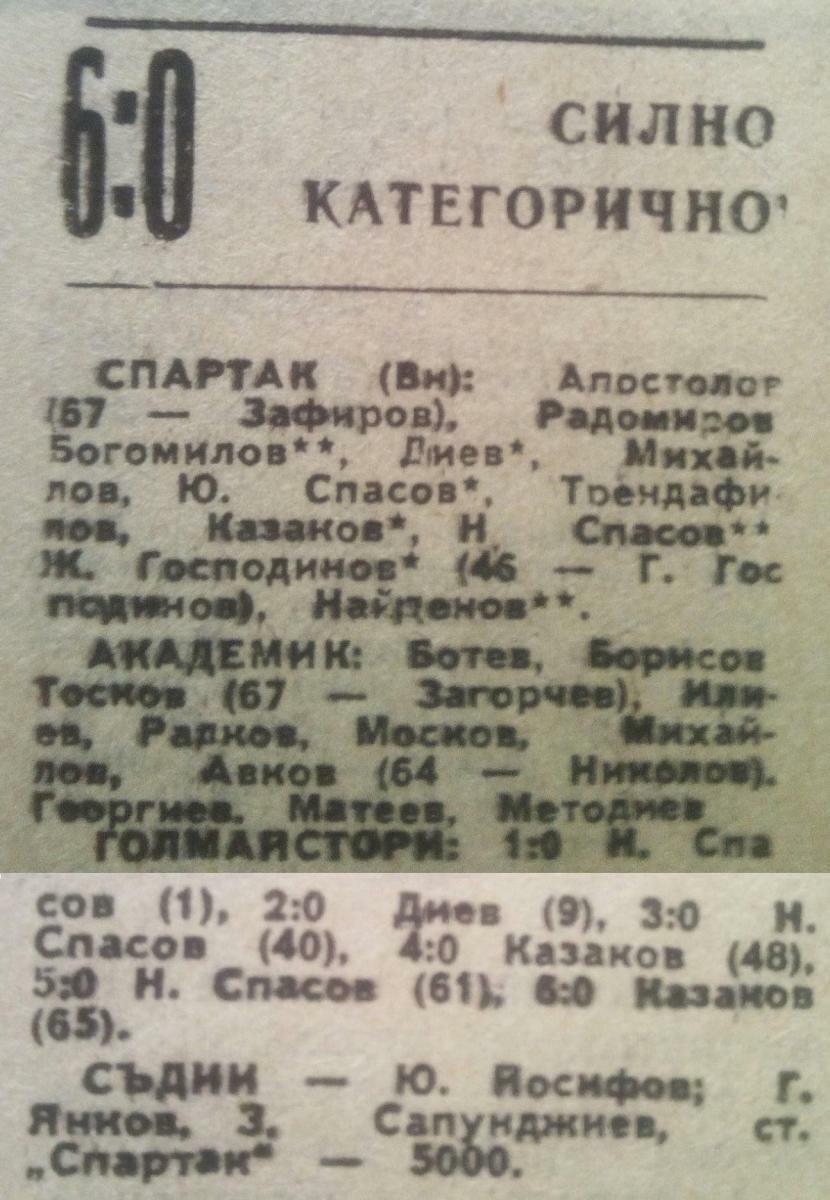 6:0
СИЛНО
КАТЕГОРИЧНО
СПАРТАК (Вн): Апостолов
(67 — Зафиров), Радомиров
Богомилов**, Диев*, Михай-
лов, Ю. Спасов*, Трендафи-
лов, Казаков*, Н. Спасов**
Ж. Господинов* (46 — Г. Гос
подинов), Найденов**.
АКАДЕМИК: Ботев, Борисов
Тосков (67 — Загорчев), Или-
ев, Радков, Москов, Михай-
лов, Авков (64 — Николов).
Георгиев. Матеев, Методиев
ГОЛМАЙСТОРИ: 1:0 Н. Спа
сов (1), 2:0 Диев (9), 3:0 Н.
Спасов (40), 4:0 Казаков (48),
5:0 Н. Спасов (61), 6:0 Казаков
(65).
СЪДИИ — Ю. Йосифов; Г.
Янков, З. Сапунджиев, ст.
„Спартак“ — 5000.